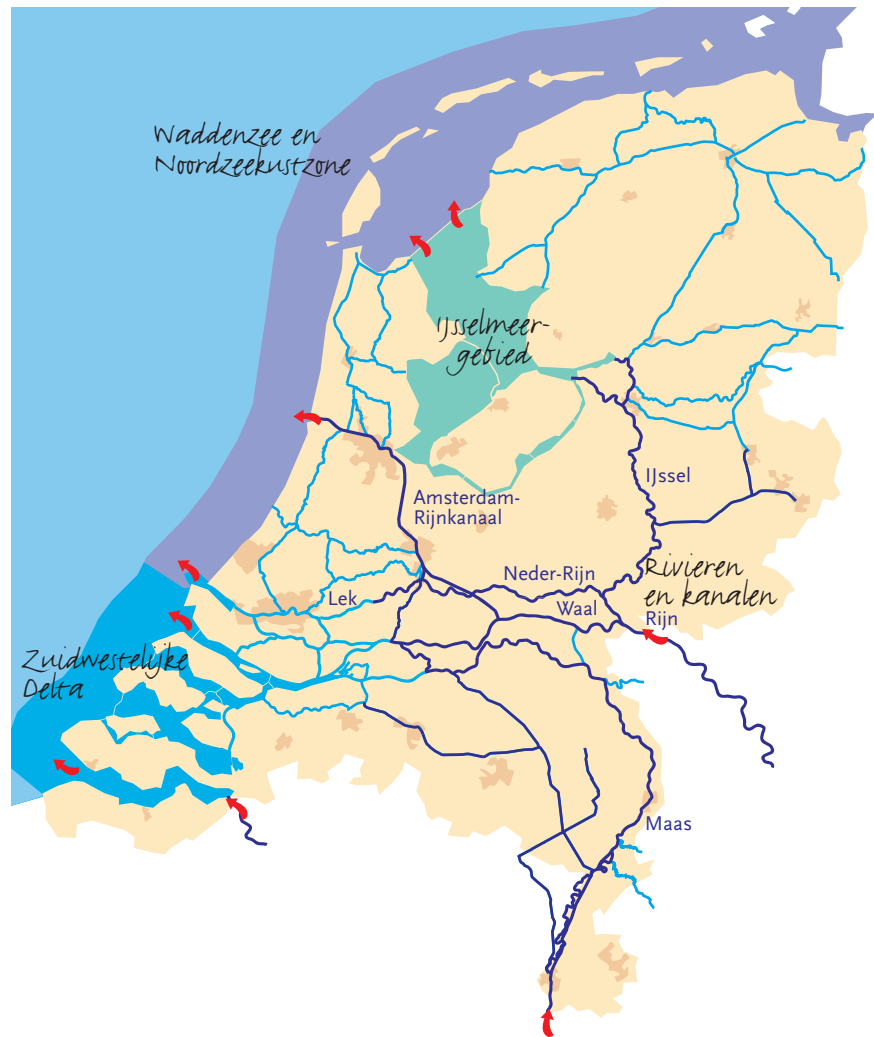 Waddenzee en
Noordzeekustzone
IJsselmeer-
gebied
Amsterdam-
Rijnkanaal
IJssel
Neder-Rijn
Rivieren
en kanalen
Lek
Waal
Rijn
Zuidwestelijke
Delta
Maas